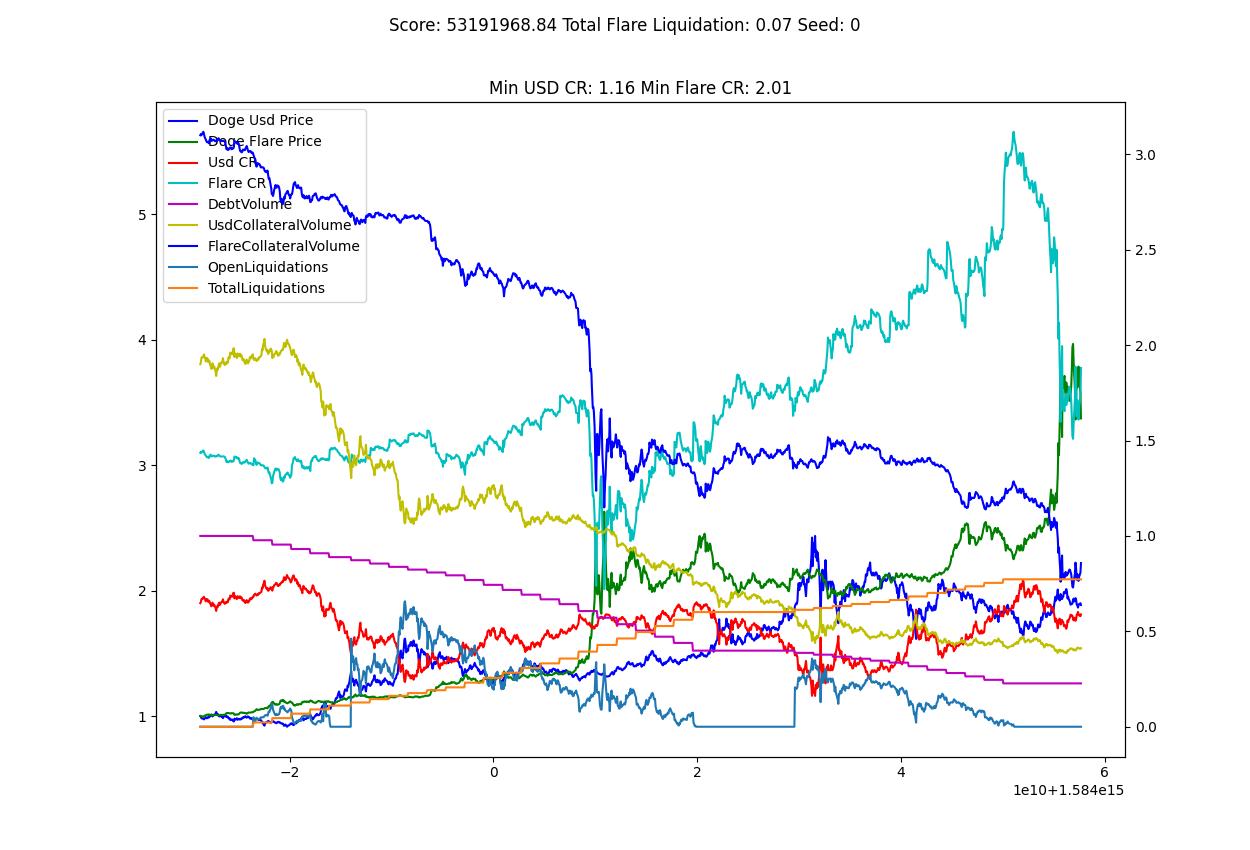 Score: 53191968.84 Total Flare Liquidation: 0.07 Seed: 0
Min USD CR: 1.16 Min Flare CR: 2.01
Doge Usd Price
Doge Flare Price
Usd CR
Flare CR
DebtVolume
UsdCollateralVolume
FlareCollateralVolume
OpenLiquidations
TotalLiquidations
5
4
3
2
1
3.0
2.5
2.0
1.5
1.0
0.5
0.0
−2
0
2
4
6
1e10+1.584e15